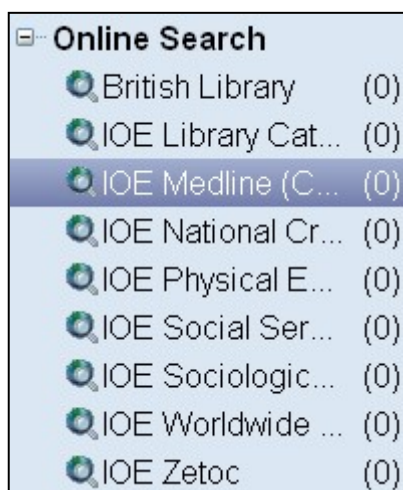 Online Search
British Library (0)
IOE Library Cat... (0)
IOE Medline (C... (0)
IOE National Cr... (0)
IOE Physical E... (0)
IOE Social Ser... (0)
IOE Sociologic... (0)
IOE Worldwide ... (0)
IOE Zetoc (0)